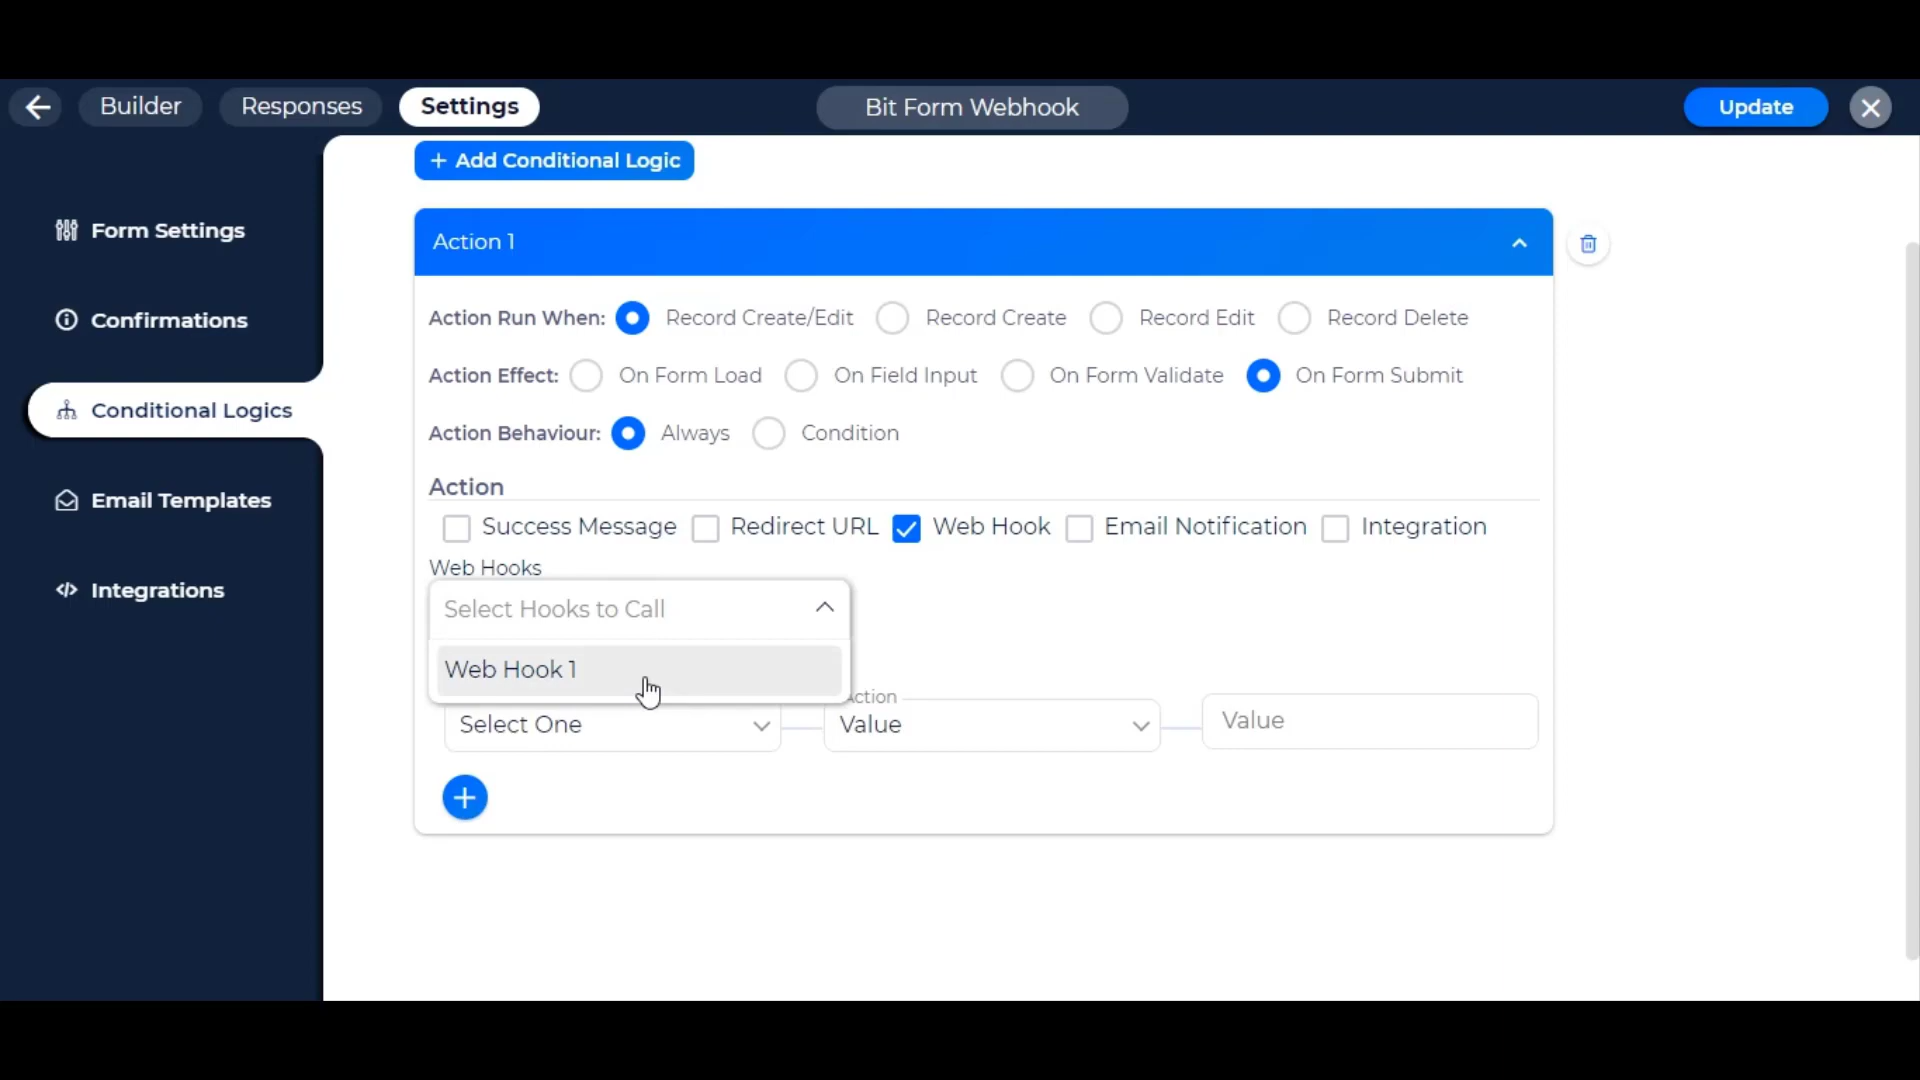 Builder Responses Settings Bit Form Webhook Update
+ Add Conditional Logic
Form Settings
Confirmations
Conditional Logics
Email Templates
Integrations
Action 1
Action Run When: Record Create/Edit Record Create Record Edit Record Delete
Action Effect: On Form Load On Field Input On Form Validate On Form Submit
Action Behaviour: Always Condition
Action
Success Message Redirect URL Web Hook Email Notification Integration
Web Hooks
Select Hooks to Call
Web Hook 1
Action
Select One Value Value